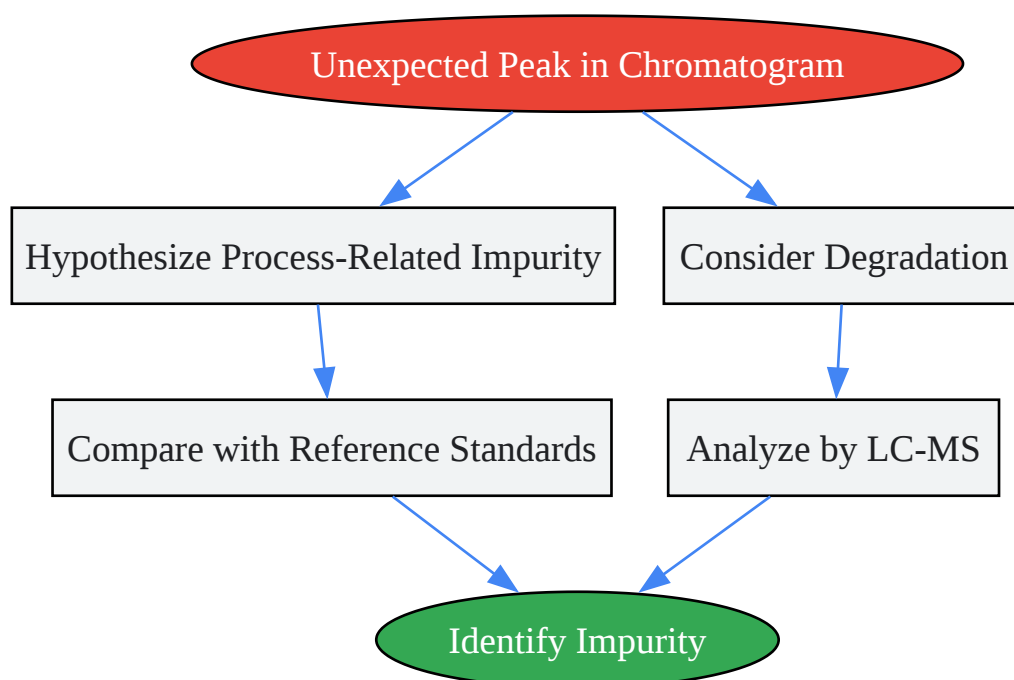 Unexpected Peak in Chromatogram
Hypothesize Process-Related Impurity
Consider Degradation
Compare with Reference Standards
Analyze by LC-MS
Identify Impurity